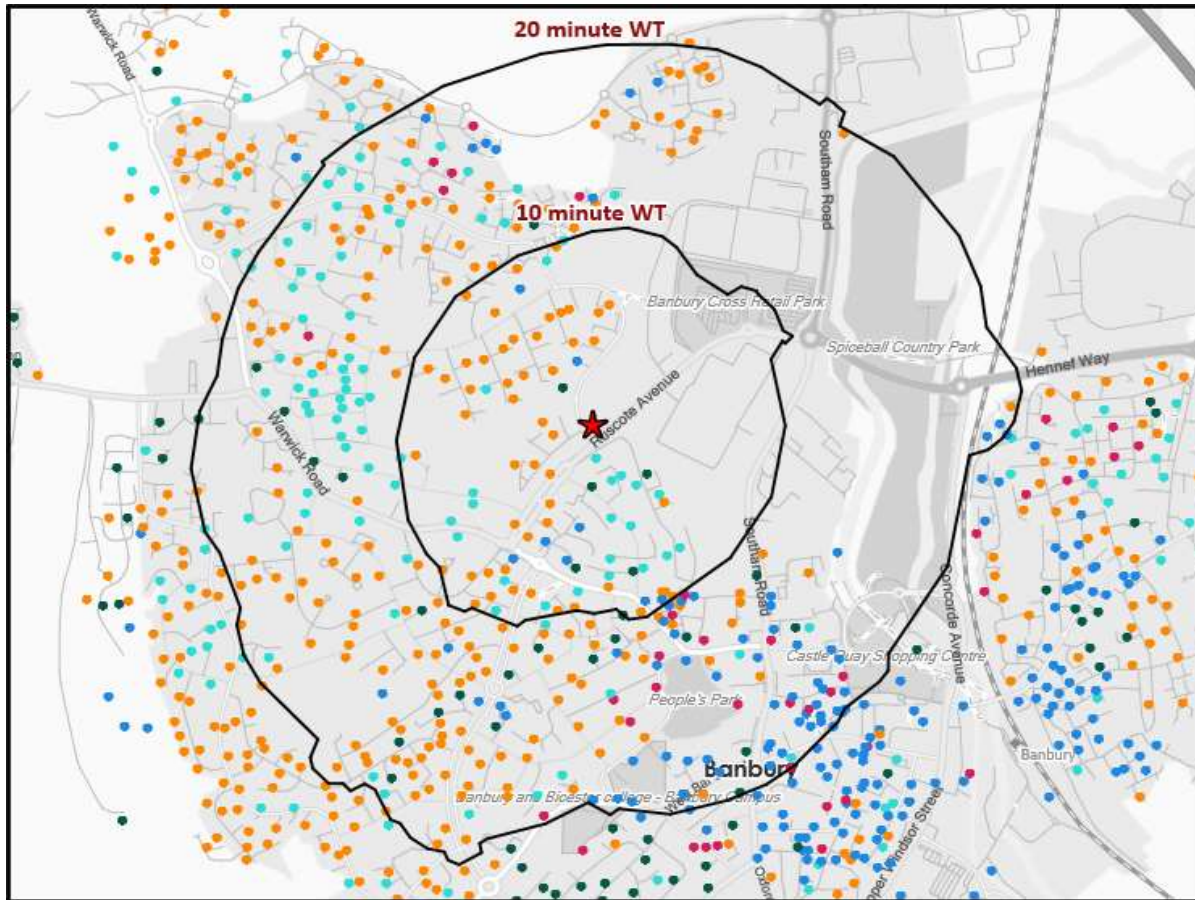 20 minute WT
Warwick Road
Southam Road
10 minute WT
Banbury Cross Retail Park
Spiceball Country Park
Hennef Way
Ruscote Avenue
Warwick Road
Southam Road
Concorde Avenue
Castle Quay Shopping Centre
People's Park
Banbury
Banbury
Banbury and Bicester college - Banbury Campus
Upper Windsor Street